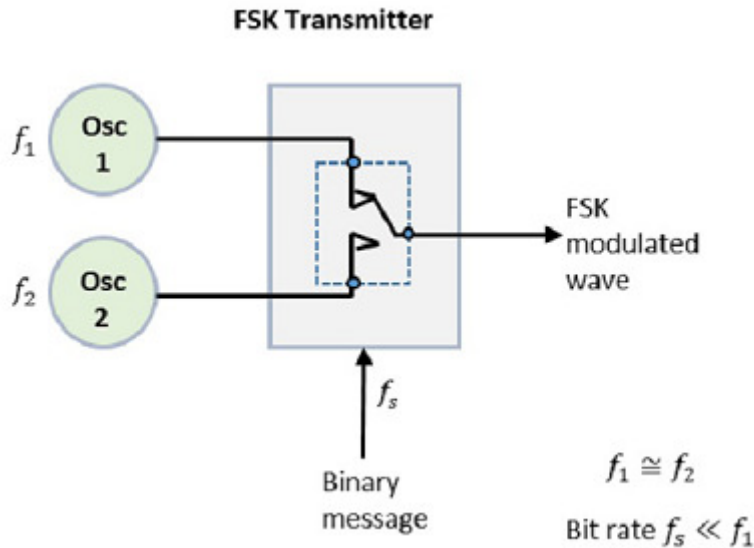 FSK Transmitter
f₁
Osc
1
f₂
Osc
2
FSK
modulated
wave
fₛ
Binary
message
f₁ ≅ f₂
Bit rate fₛ ≪ f₁